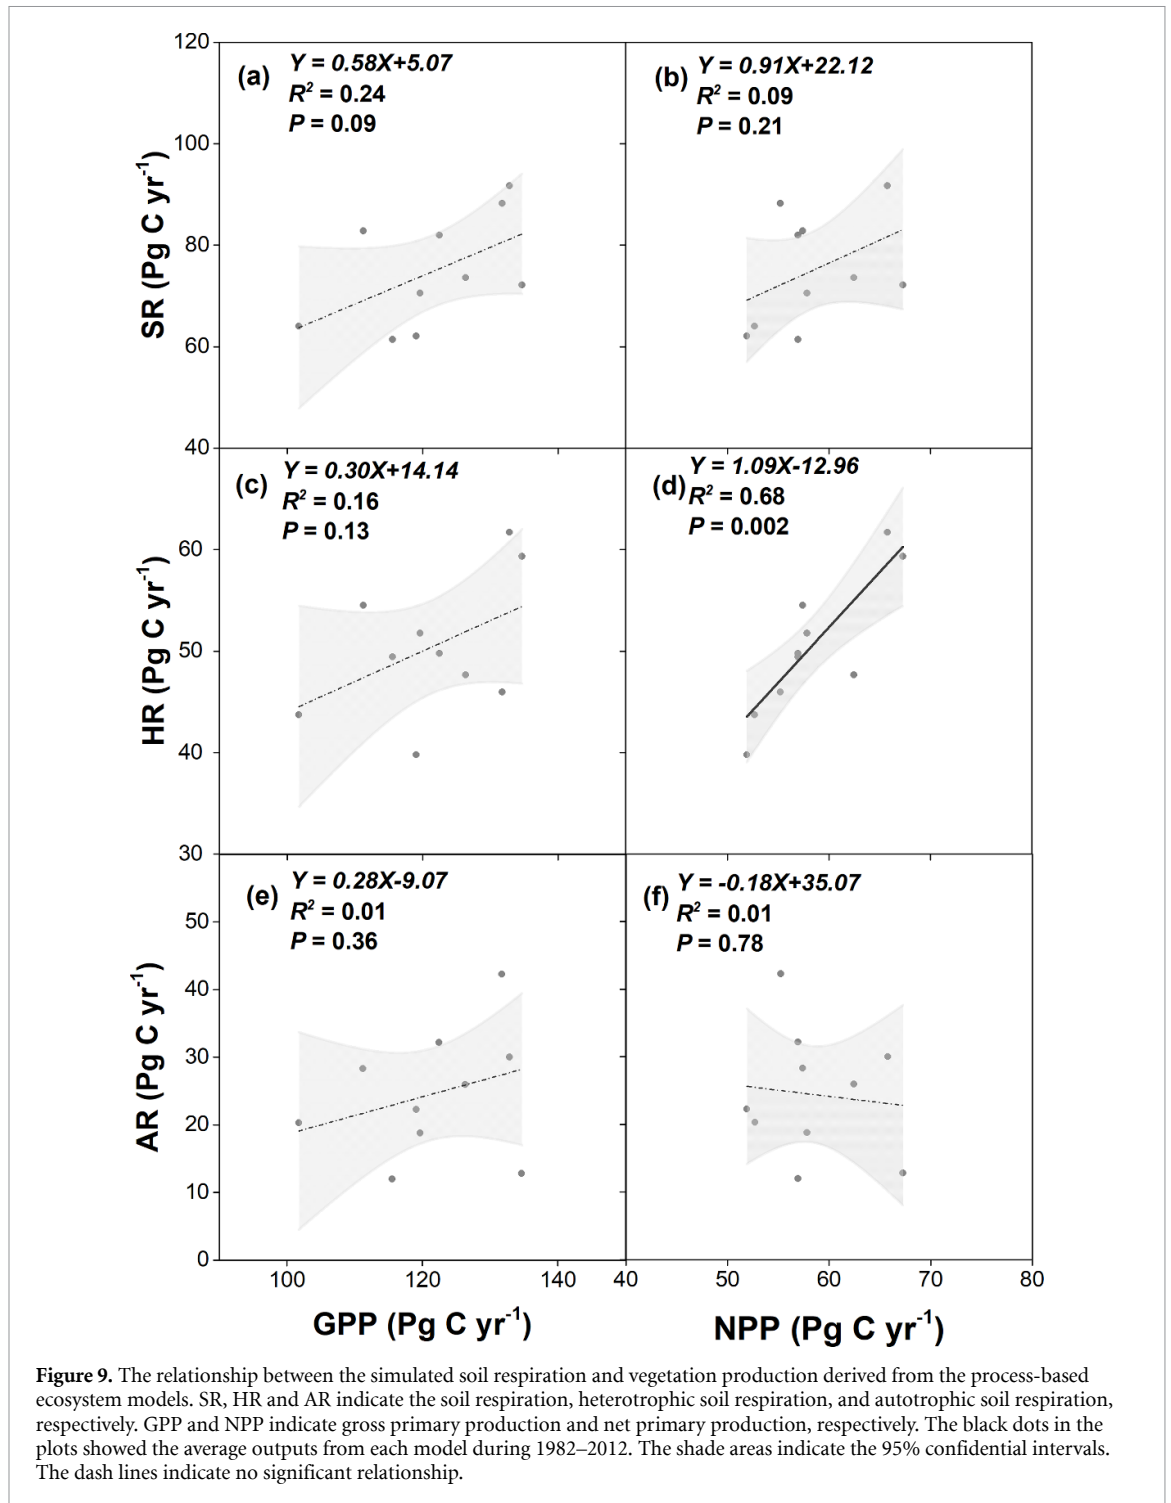 120
100
80
60
40
SR (Pg C yr⁻¹)
(a)
Y = 0.58X+5.07
R² = 0.24
P = 0.09
(b)
Y = 0.91X+22.12
R² = 0.09
P = 0.21
60
50
40
30
HR (Pg C yr⁻¹)
(c)
Y = 0.30X+14.14
R² = 0.16
P = 0.13
(d)
Y = 1.09X-12.96
R² = 0.68
P = 0.002
50
40
30
20
10
0
AR (Pg C yr⁻¹)
(e)
Y = 0.28X-9.07
R² = 0.01
P = 0.36
(f)
Y = -0.18X+35.07
R² = 0.01
P = 0.78
100 120 140 40 50 60 70 80
GPP (Pg C yr⁻¹) NPP (Pg C yr⁻¹)
Figure 9. The relationship between the simulated soil respiration and vegetation production derived from the process-based
ecosystem models. SR, HR and AR indicate the soil respiration, heterotrophic soil respiration, and autotrophic soil respiration,
respectively. GPP and NPP indicate gross primary production and net primary production, respectively. The black dots in the
plots showed the average outputs from each model during 1982–2012. The shade areas indicate the 95% confidential intervals.
The dash lines indicate no significant relationship.